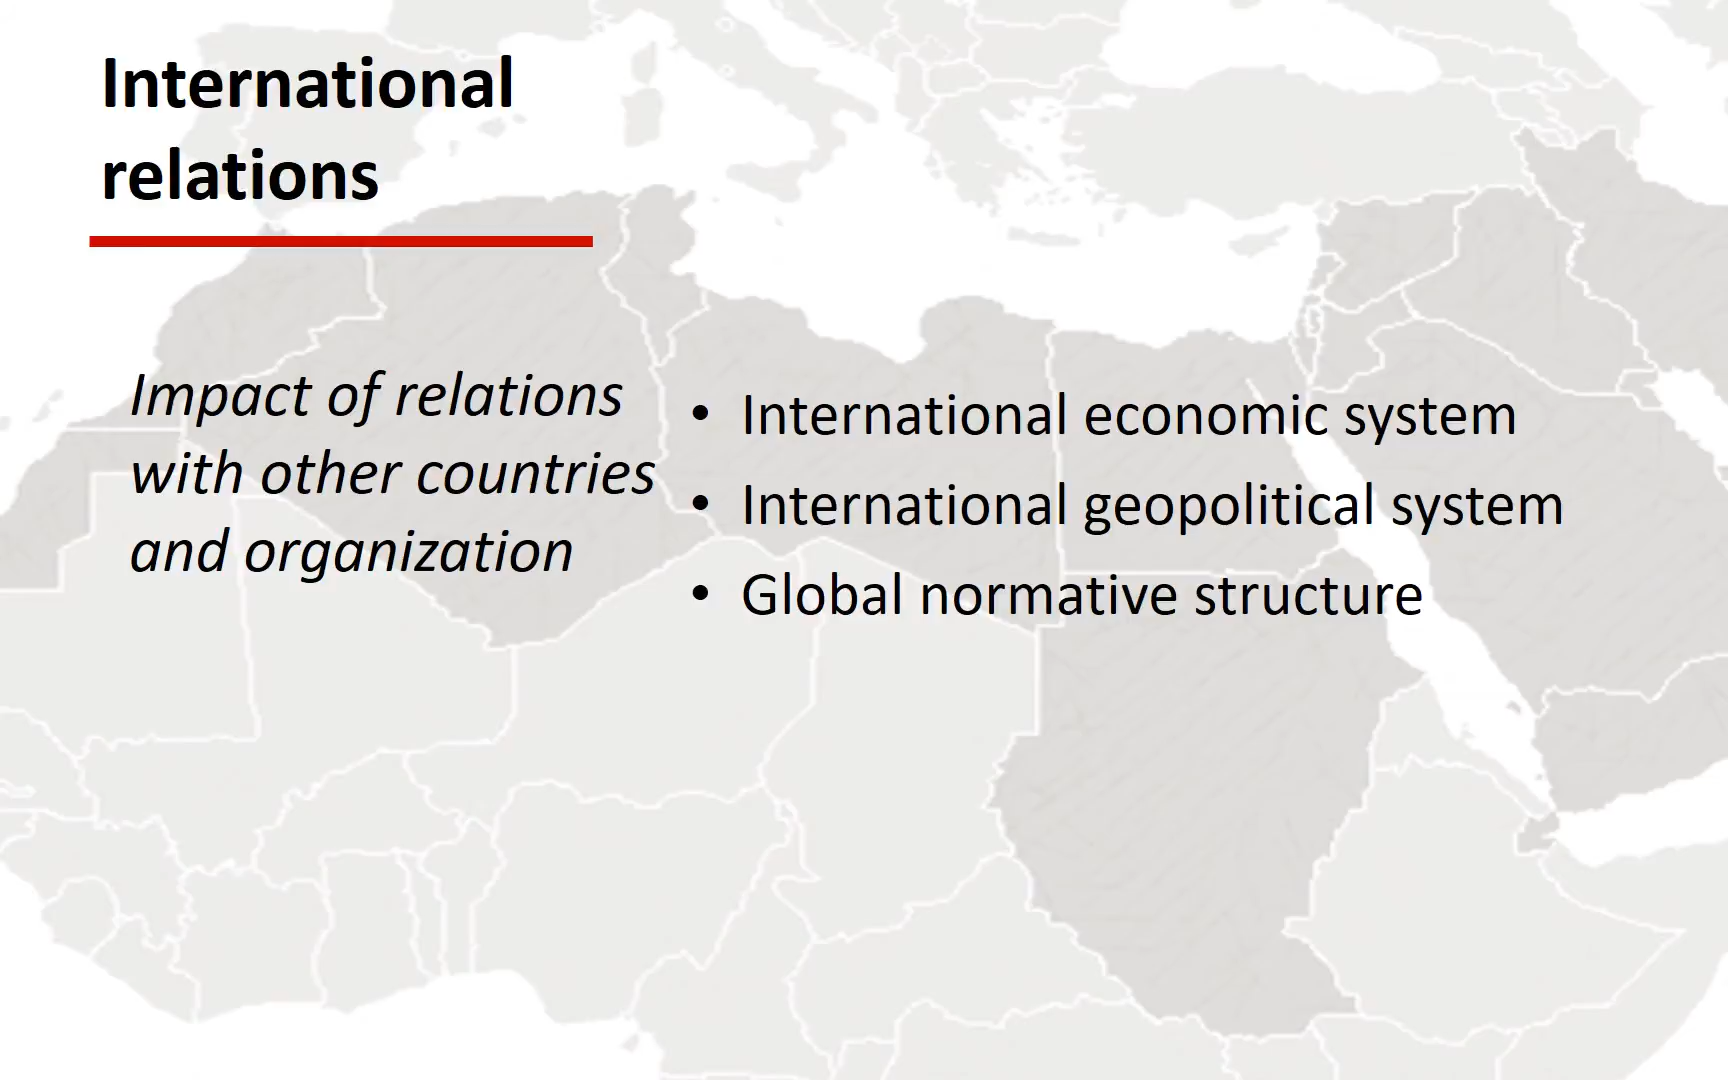 International
relations
Impact of relations
with other countries
and organization
• International economic system
• International geopolitical system
• Global normative structure